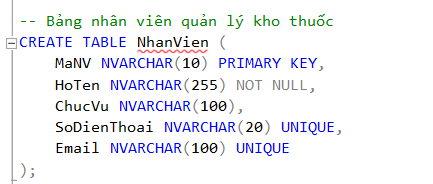 -- Bảng nhân viên quản lý kho thuốc
CREATE TABLE NhanVien (
    MaNV NVARCHAR(10) PRIMARY KEY,
    HoTen NVARCHAR(255) NOT NULL,
    ChucVu NVARCHAR(100),
    SoDienThoai NVARCHAR(20) UNIQUE,
    Email NVARCHAR(100) UNIQUE
);